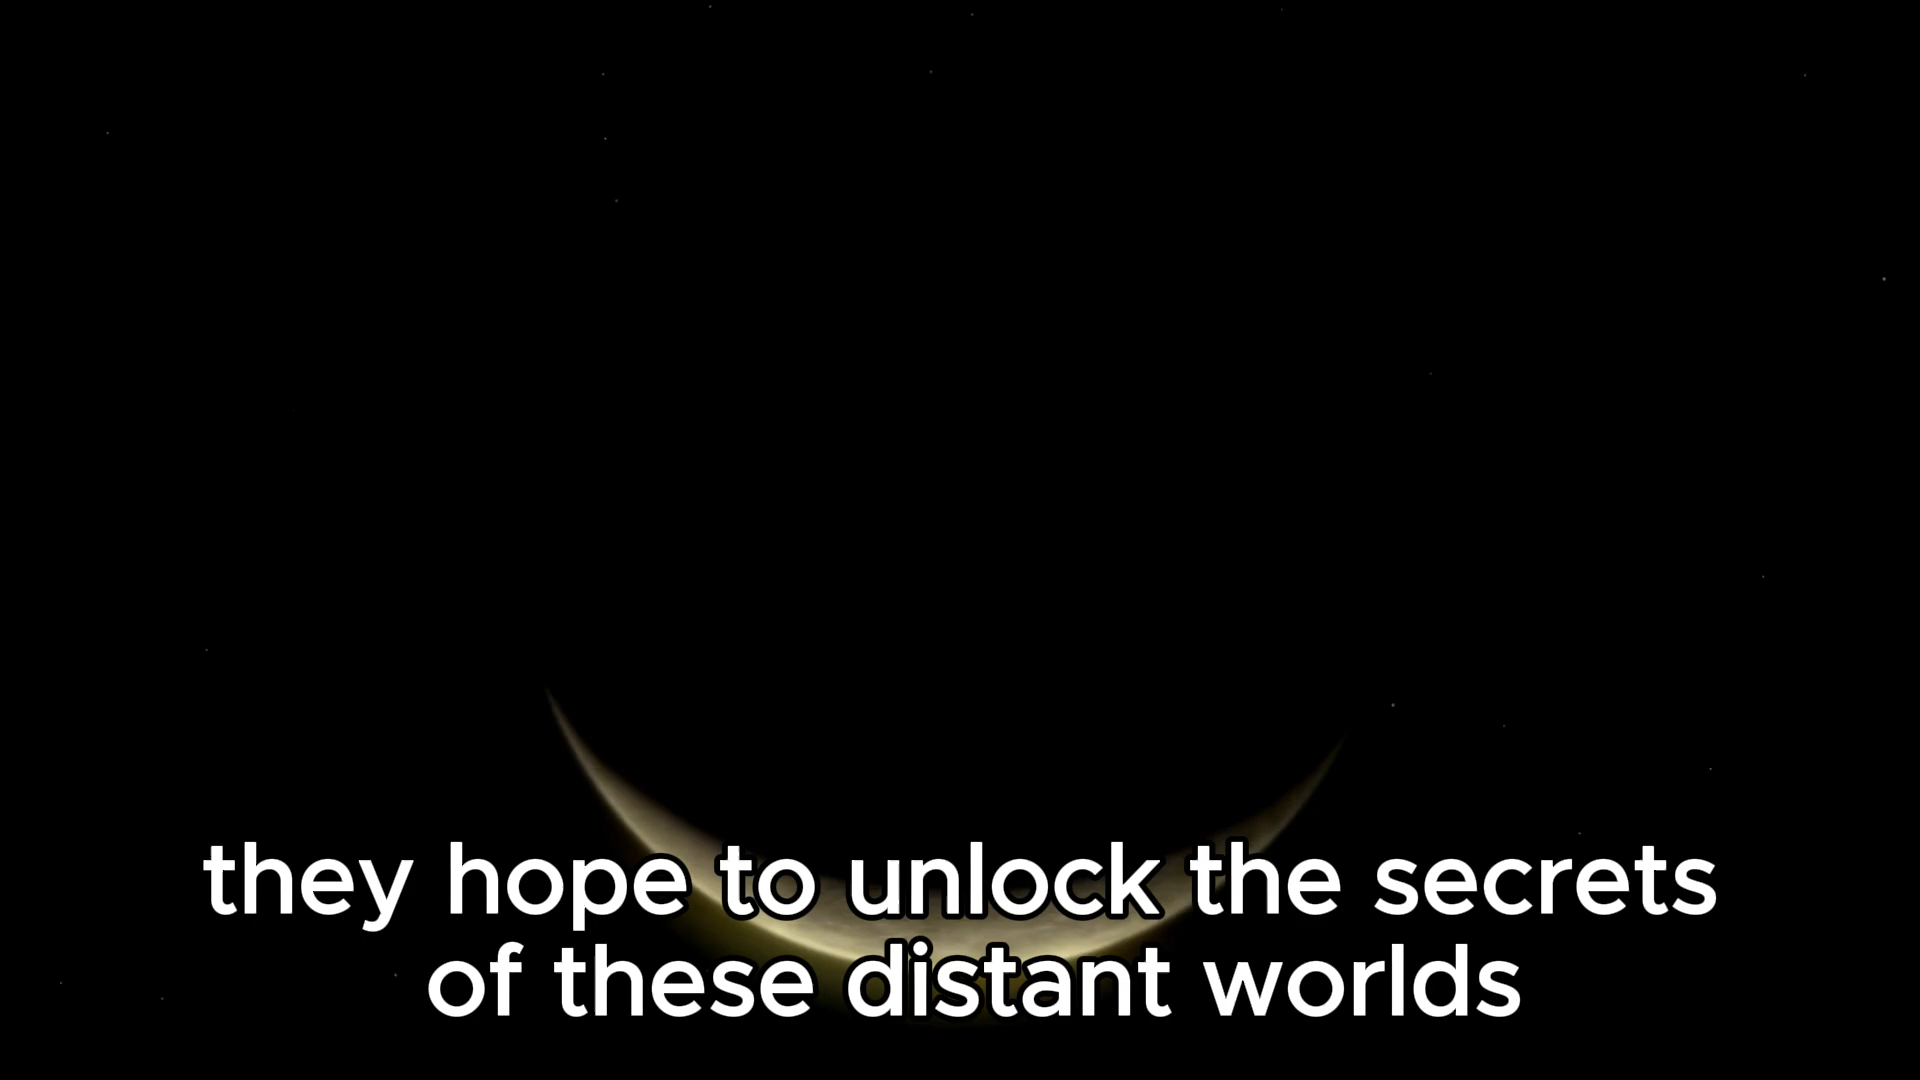 they hope to unlock the secrets
of these distant worlds